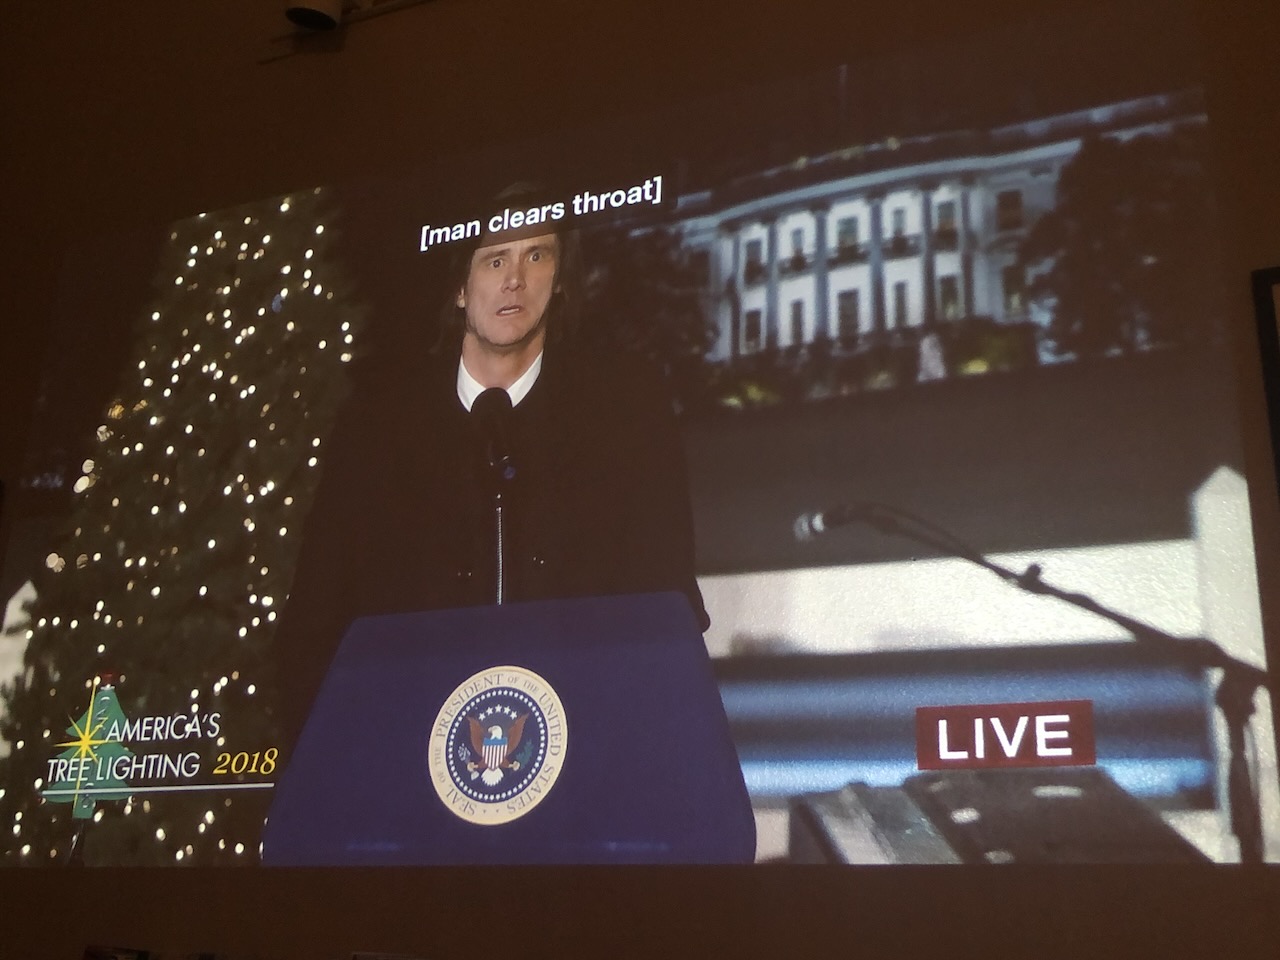 [man clears throat]
AMERICA'S
TREE LIGHTING 2018
SEAL OF THE PRESIDENT OF THE UNITED STATES
LIVE